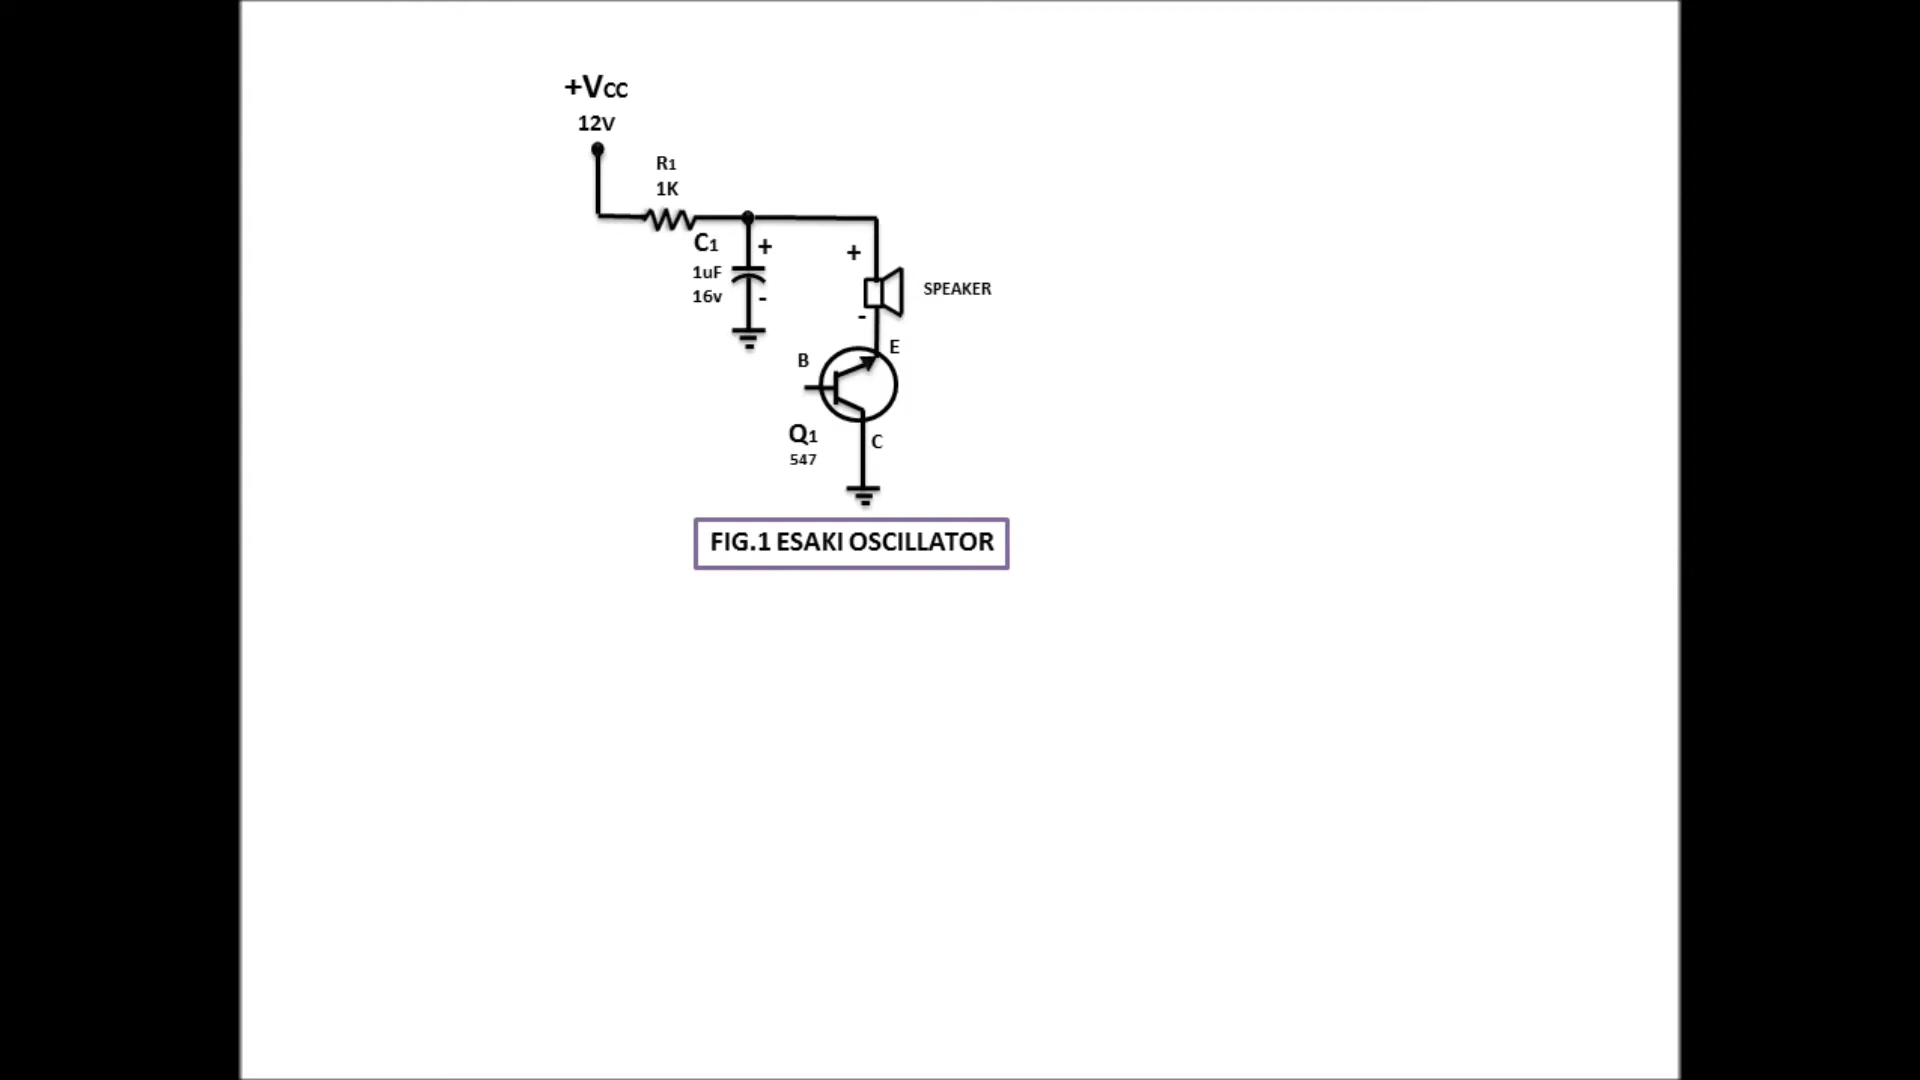 +Vcc
12V
R1
1K
C1
+
+
1uF
SPEAKER
16v
-
-
E
B
Q1
C
547
FIG.1 ESAKI OSCILLATOR